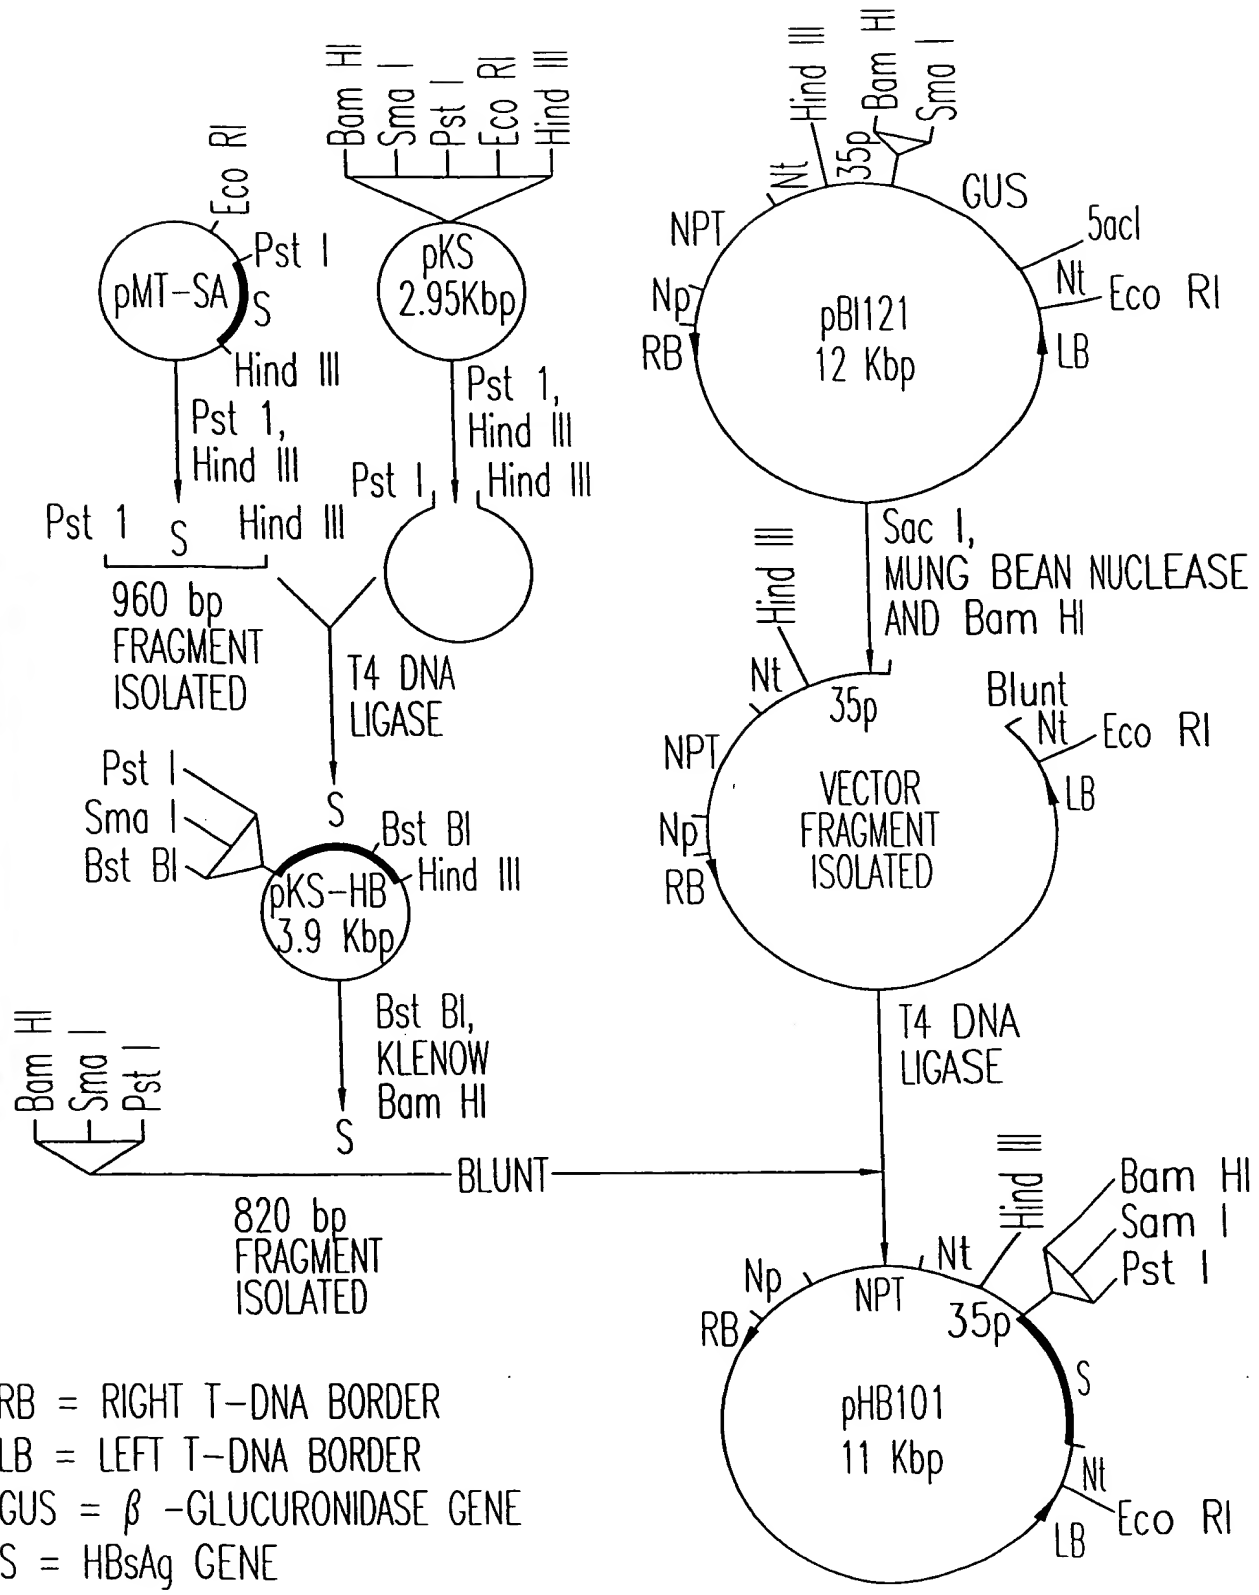 Eco RI
Pst I
pMT-SA
S
Hind III
Pst 1,
Hind III
Pst 1
S
Hind III
960 bp
FRAGMENT
ISOLATED
Bam HI
Sma I
Pst I
Eco RI
Hind III
pKS
2.95Kbp
Pst 1,
Hind III
Pst I
Hind III
T4 DNA
LIGASE
S
Pst I
Sma I
Bst BI
Bst BI
Hind III
pKS-HB
3.9 Kbp
Bst BI,
KLENOW
Bam HI
Bam HI
Sma I
Pst I
S
BLUNT
820 bp
FRAGMENT
ISOLATED
Hind III
35p
Bam HI
Sma I
Nt
GUS
NPT
5acI
Np
Nt
Eco RI
RB
LB
pBI121
12 Kbp
Sac I,
MUNG BEAN NUCLEASE
AND Bam HI
Hind III
Nt
35p
Blunt
Nt
Eco RI
NPT
LB
Np
RB
VECTOR
FRAGMENT
ISOLATED
T4 DNA
LIGASE
Hind III
Bam HI
Sam I
Pst I
Nt
Np
NPT
35p
RB
S
pHB101
11 Kbp
Nt
Eco RI
LB
RB = RIGHT T-DNA BORDER
LB = LEFT T-DNA BORDER
GUS = β -GLUCURONIDASE GENE
S = HBsAg GENE